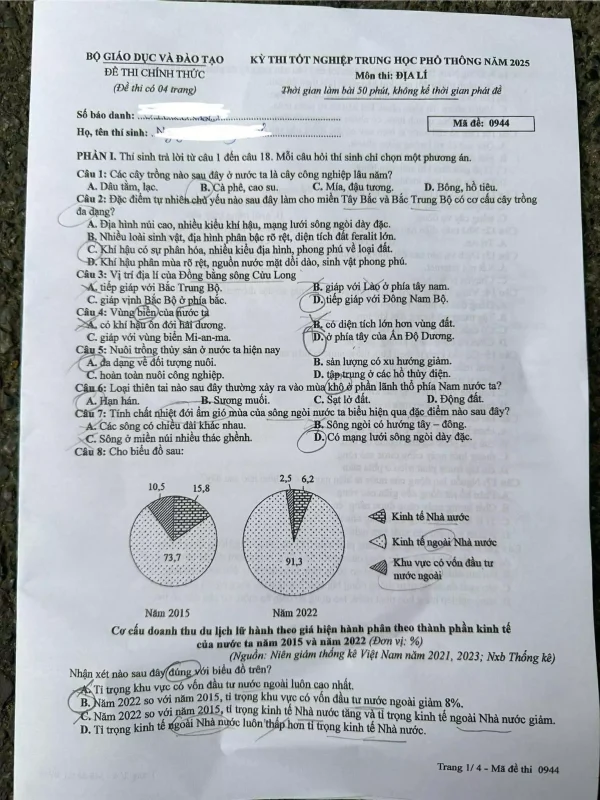 BỘ GIÁO DỤC VÀ ĐÀO TẠO
ĐỀ THI CHÍNH THỨC
(Đề thi có 04 trang)
KỲ THI TỐT NGHIỆP TRUNG HỌC PHỔ THÔNG NĂM 2025
Môn thi: ĐỊA LÍ
Thời gian làm bài 50 phút, không kể thời gian phát đề
Số báo danh:
Họ, tên thí sinh:
Mã đề: 0944
PHẦN I. Thí sinh trả lời từ câu 1 đến câu 18. Mỗi câu hỏi thí sinh chỉ chọn một phương án.
Câu 1: Các cây trồng nào sau đây ở nước ta là cây công nghiệp lâu năm?
A. Dâu tằm, lạc. B. Cà phê, cao su. C. Mía, đậu tương. D. Bông, hồ tiêu.
Câu 2: Đặc điểm tự nhiên chủ yếu nào sau đây làm cho miền Tây Bắc và Bắc Trung Bộ có cơ cấu cây trồng
đa dạng?
A. Địa hình núi cao, nhiều kiểu khí hậu, mạng lưới sông ngòi dày đặc.
B. Nhiều loài sinh vật, địa hình phân bậc rõ rệt, diện tích đất feralit lớn.
C. Khí hậu có sự phân hóa, nhiều kiểu địa hình, phong phú về loại đất.
D. Khí hậu phân mùa rõ rệt, nguồn nước mặt dồi dào, sinh vật phong phú.
Câu 3: Vị trí địa lí của Đồng bằng sông Cửu Long
A. tiếp giáp với Bắc Trung Bộ. B. giáp với Lào ở phía tây nam.
C. giáp vịnh Bắc Bộ ở phía bắc. D. tiếp giáp với Đông Nam Bộ.
Câu 4: Vùng biển của nước ta
A. có khí hậu ôn đới hải dương. B. có diện tích lớn hơn vùng đất.
C. giáp với vùng biển Mi-an-ma. D. ở phía tây của Ấn Độ Dương.
Câu 5: Nuôi trồng thủy sản ở nước ta hiện nay
A. đa dạng về đối tượng nuôi. B. sản lượng có xu hướng giảm.
C. hoàn toàn nuôi công nghiệp. D. tập trung ở các hồ thủy điện.
Câu 6: Loại thiên tai nào sau đây thường xảy ra vào mùa khô ở phần lãnh thổ phía Nam nước ta?
A. Hạn hán. B. Sương muối. C. Sạt lở đất. D. Động đất.
Câu 7: Tính chất nhiệt đới ẩm gió mùa của sông ngòi nước ta biểu hiện qua đặc điểm nào sau đây?
A. Các sông có chiều dài khác nhau. B. Sông ngòi có hướng tây – đông.
C. Sông ở miền núi nhiều thác ghềnh. D. Có mạng lưới sông ngòi dày đặc.
Câu 8: Cho biểu đồ sau:
10,5 15,8
73,7
2,5 6,2
91,3
Kinh tế Nhà nước
Kinh tế ngoài Nhà nước
Khu vực có vốn đầu tư
nước ngoài
Năm 2015 Năm 2022
Cơ cấu doanh thu du lịch lữ hành theo giá hiện hành phân theo thành phần kinh tế
của nước ta năm 2015 và năm 2022 (Đơn vị: %)
(Nguồn: Niên giám thống kê Việt Nam năm 2021, 2023; Nxb Thống kê)
Nhận xét nào sau đây đúng với biểu đồ trên?
A. Tỉ trọng khu vực có vốn đầu tư nước ngoài luôn cao nhất.
B. Năm 2022 so với năm 2015, tỉ trọng khu vực có vốn đầu tư nước ngoài giảm 8%.
C. Năm 2022 so với năm 2015, tỉ trọng kinh tế Nhà nước tăng và tỉ trọng kinh tế ngoài Nhà nước giảm.
D. Tỉ trọng kinh tế ngoài Nhà nước luôn thấp hơn tỉ trọng kinh tế Nhà nước.
Trang 1/ 4 - Mã đề thi 0944